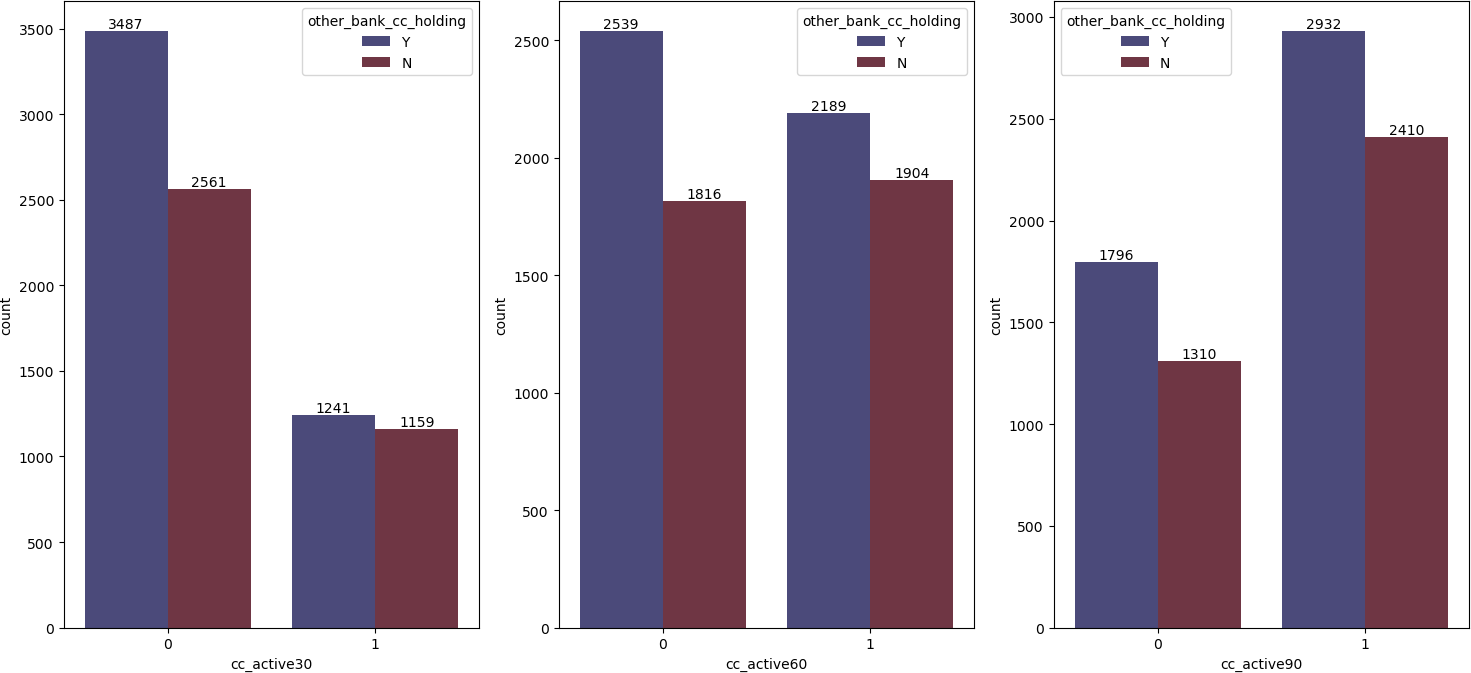 other_bank_cc_holding
Y
N
3487
2561
1241
1159
3500
3000
2500
2000
1500
1000
500
0
count
0 1
cc_active30
other_bank_cc_holding
Y
N
2539
1816
2189
1904
2500
2000
1500
1000
500
0
count
0 1
cc_active60
other_bank_cc_holding
Y
N
1796
1310
2932
2410
3000
2500
2000
1500
1000
500
0
count
0 1
cc_active90